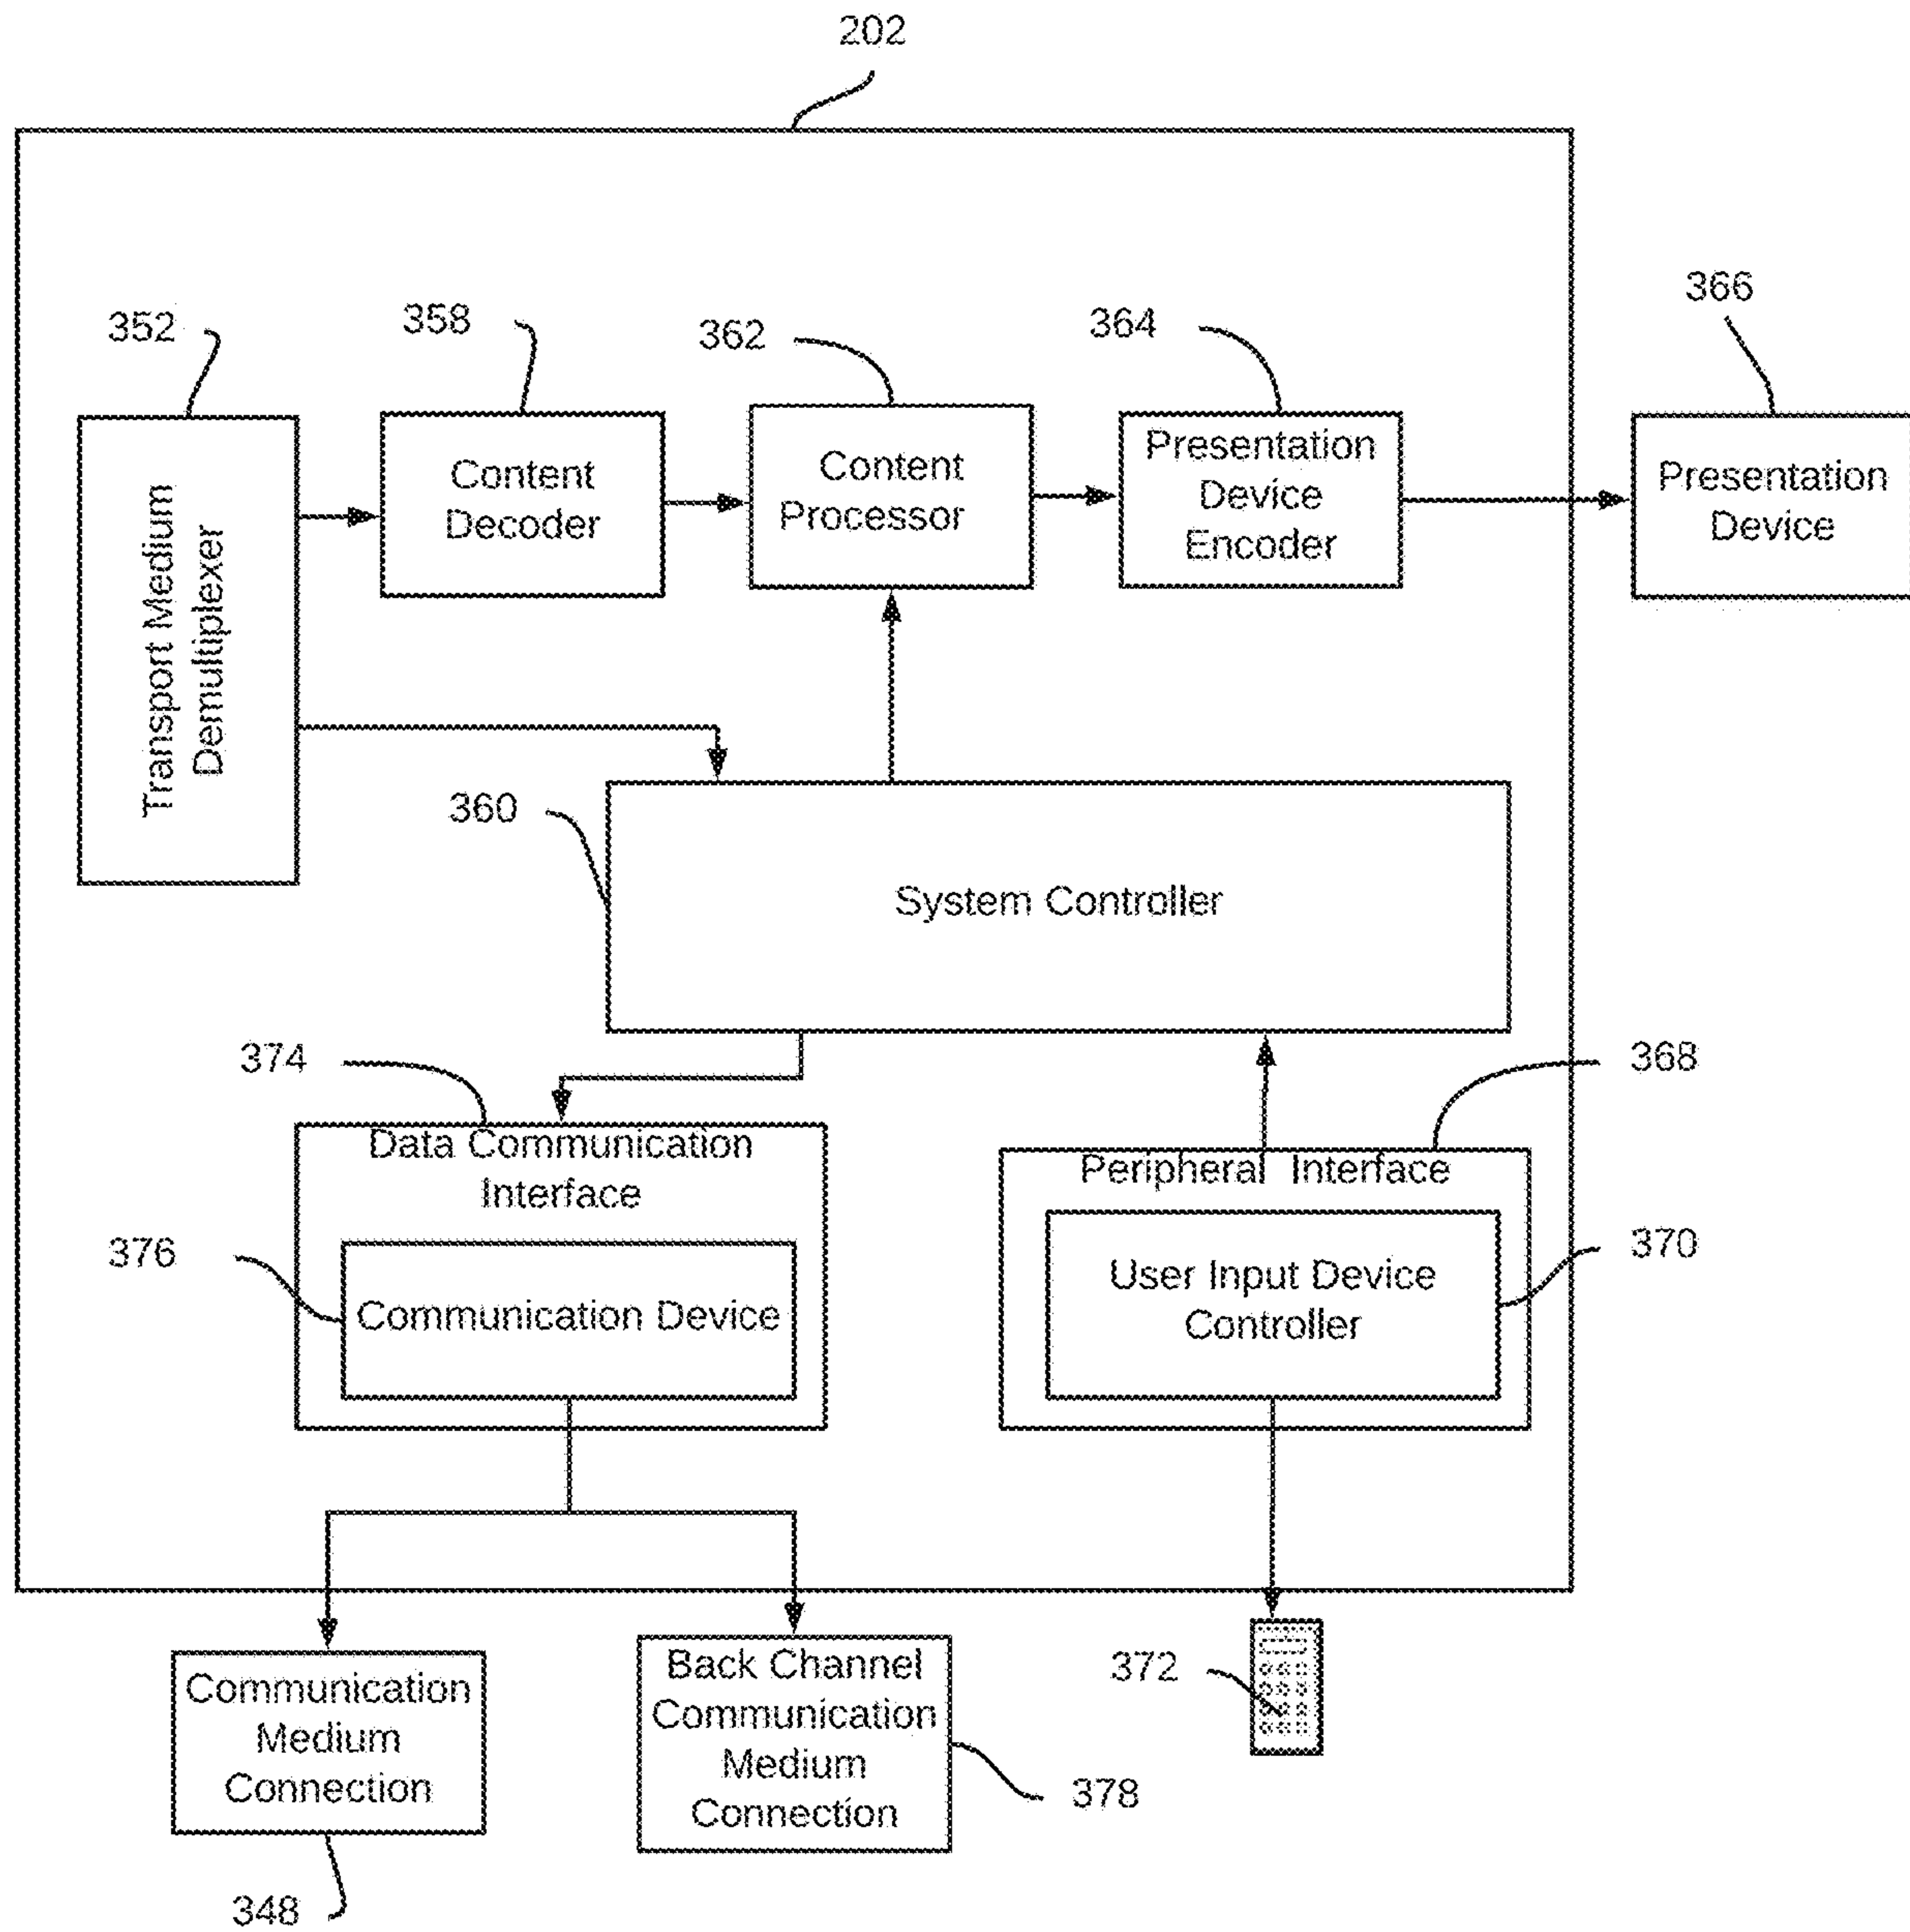 202
352
358
362
364
366
Transport Medium
Demultiplexer
Content
Decoder
Content
Processor
Presentation
Device
Encoder
Presentation
Device
360
System Controller
374
368
Data Communication
Interface
Peripheral Interface
376
Communication Device
User Input Device
Controller
370
Communication
Medium
Connection
Back Channel
Communication
Medium
Connection
372
378
348